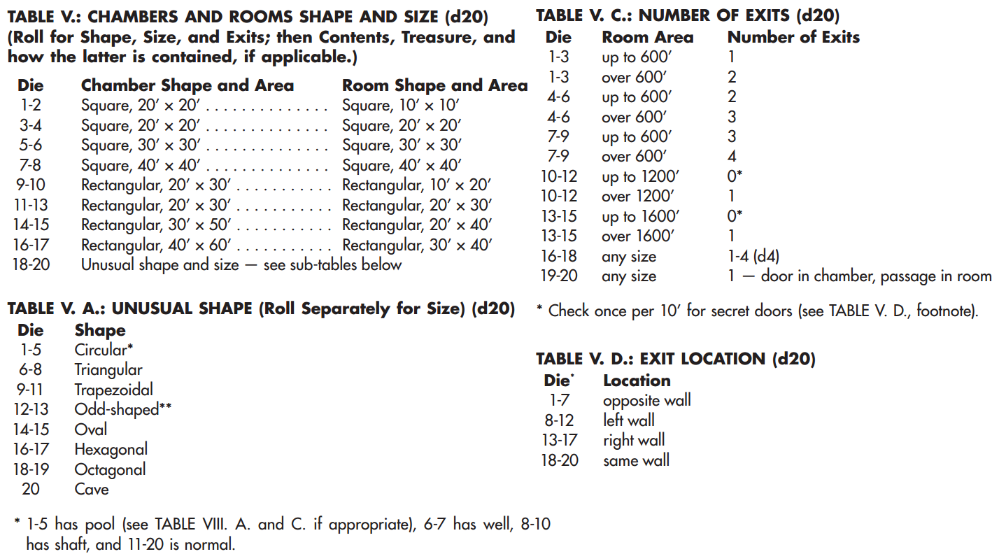 TABLE V.: CHAMBERS AND ROOMS SHAPE AND SIZE (d20)
(Roll for Shape, Size, and Exits; then Contents, Treasure, and
how the latter is contained, if applicable.)
Die Chamber Shape and Area Room Shape and Area
1-2 Square, 20′ × 20′ . . . . . . . . . . . . . . Square, 10′ × 10′
3-4 Square, 20′ × 20′ . . . . . . . . . . . . . . Square, 20′ × 20′
5-6 Square, 30′ × 30′ . . . . . . . . . . . . . . Square, 30′ × 30′
7-8 Square, 40′ × 40′ . . . . . . . . . . . . . . Square, 40′ × 40′
9-10 Rectangular, 20′ × 30′ . . . . . . . . . . . Rectangular, 10′ × 20′
11-13 Rectangular, 20′ × 30′ . . . . . . . . . . . Rectangular, 20′ × 30′
14-15 Rectangular, 30′ × 50′ . . . . . . . . . . . Rectangular, 20′ × 40′
16-17 Rectangular, 40′ × 60′ . . . . . . . . . . . Rectangular, 30′ × 40′
18-20 Unusual shape and size — see sub-tables below
TABLE V. A.: UNUSUAL SHAPE (Roll Separately for Size) (d20)
Die Shape
1-5 Circular*
6-8 Triangular
9-11 Trapezoidal
12-13 Odd-shaped**
14-15 Oval
16-17 Hexagonal
18-19 Octagonal
20 Cave
* 1-5 has pool (see TABLE VIII. A. and C. if appropriate), 6-7 has well, 8-10
has shaft, and 11-20 is normal.
TABLE V. C.: NUMBER OF EXITS (d20)
Die Room Area Number of Exits
1-3 up to 600′ 1
1-3 over 600′ 2
4-6 up to 600′ 2
4-6 over 600′ 3
7-9 up to 600′ 3
7-9 over 600′ 4
10-12 up to 1200′ 0*
10-12 over 1200′ 1
13-15 up to 1600′ 0*
13-15 over 1600′ 1
16-18 any size 1-4 (d4)
19-20 any size 1 — door in chamber, passage in room
* Check once per 10′ for secret doors (see TABLE V. D., footnote).
TABLE V. D.: EXIT LOCATION (d20)
Die* Location
1-7 opposite wall
8-12 left wall
13-17 right wall
18-20 same wall